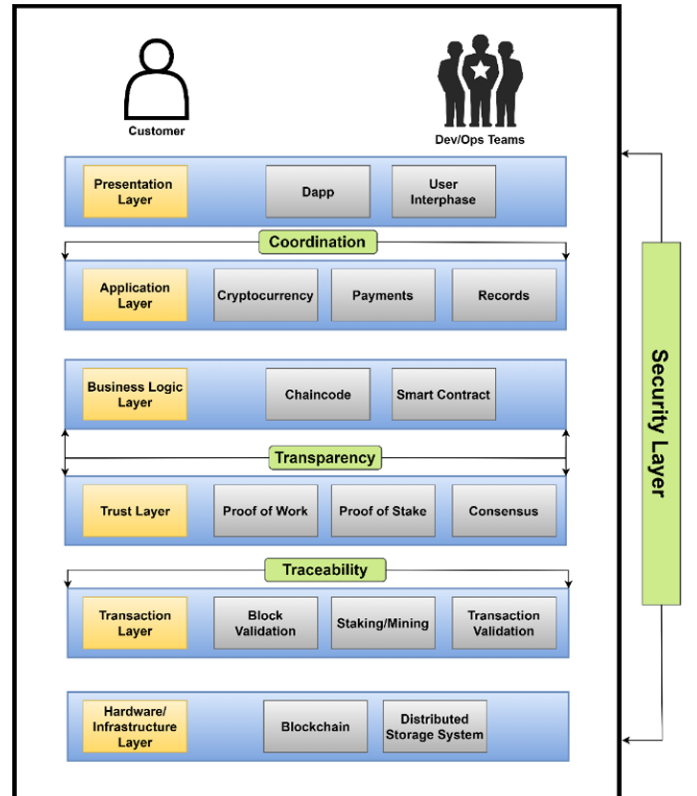 Customer
Dev/Ops Teams
Presentation
Layer
Dapp
User
Interphase
Coordination
Application
Layer
Cryptocurrency
Payments
Records
Business Logic
Layer
Chaincode
Smart Contract
Transparency
Trust Layer
Proof of Work
Proof of Stake
Consensus
Traceability
Transaction
Layer
Block
Validation
Staking/Mining
Transaction
Validation
Hardware/
Infrastructure
Layer
Blockchain
Distributed
Storage System
Security Layer